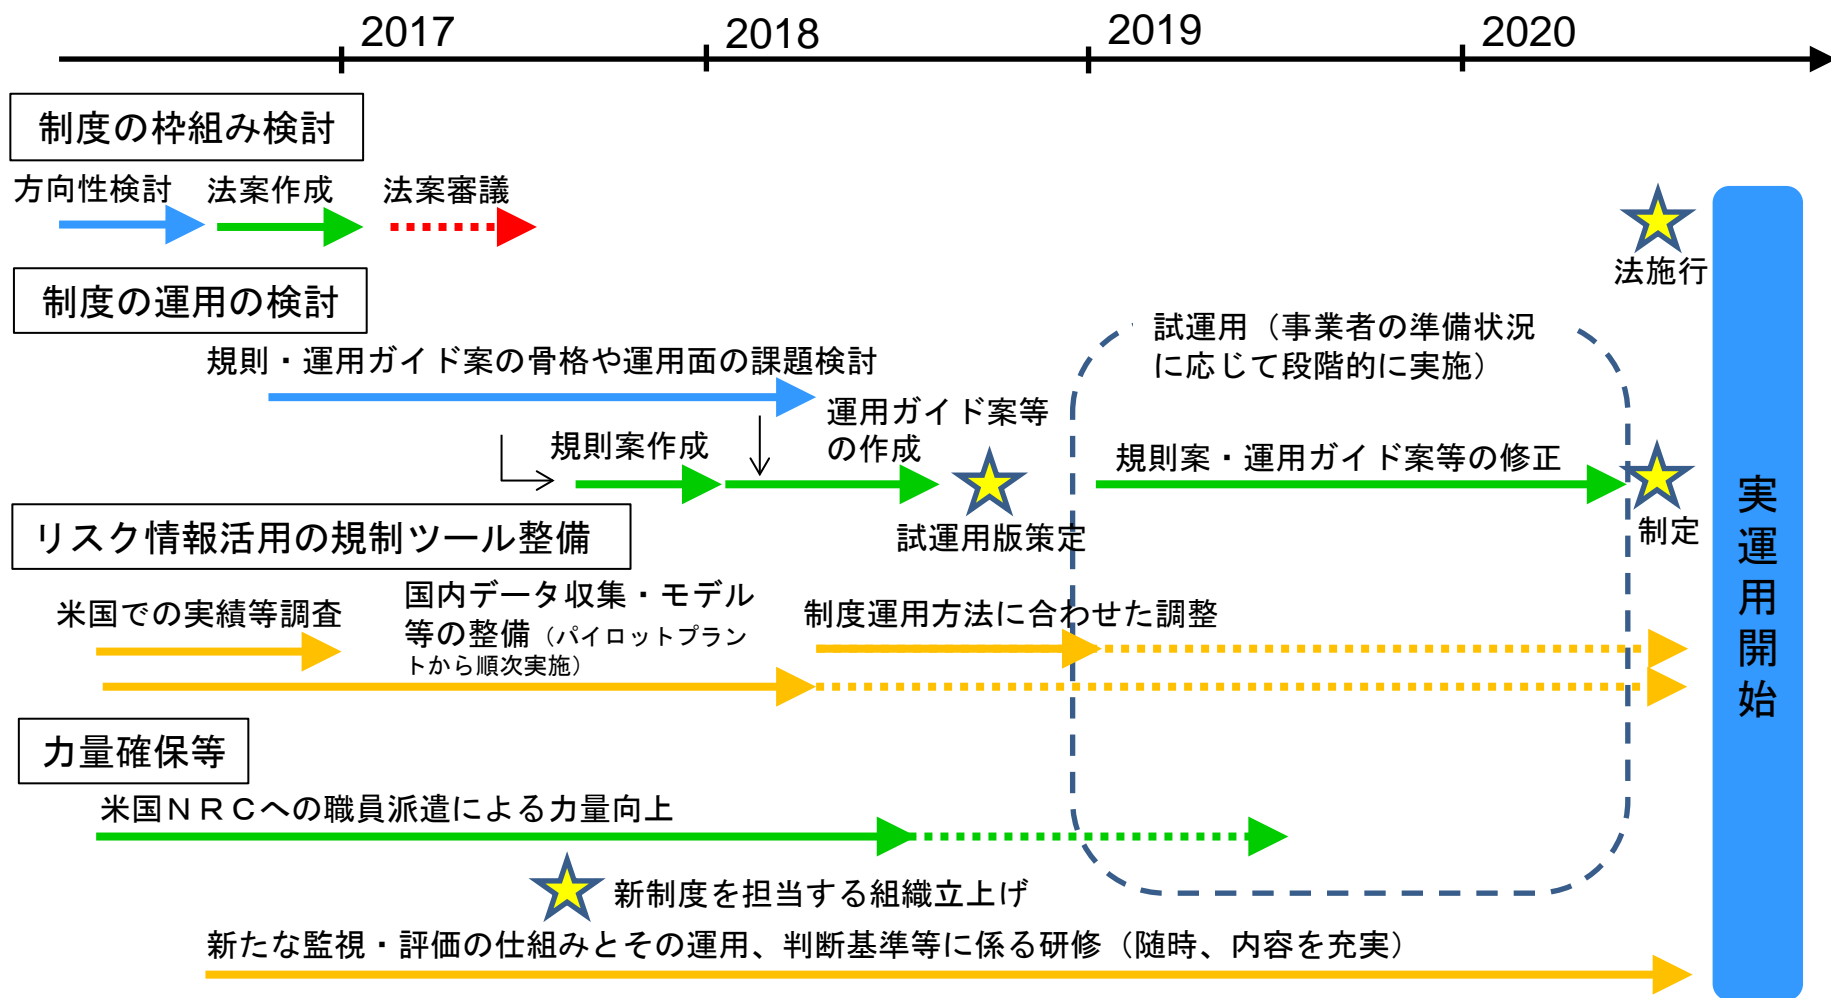 2017
2018
2019
2020
制度の枠組み検討
方向性検討
法案作成
法案審議
法施行
制度の運用の検討
試運用（事業者の準備状況
に応じて段階的に実施）
規則・運用ガイド案の骨格や運用面の課題検討
規則案作成
運用ガイド案等
の作成
試運用版策定
規則案・運用ガイド案等の修正
制定
リスク情報活用の規制ツール整備
米国での実績等調査
国内データ収集・モデル
等の整備（パイロットプラン
トから順次実施）
制度運用方法に合わせた調整
力量確保等
米国ＮＲＣへの職員派遣による力量向上
新制度を担当する組織立上げ
新たな監視・評価の仕組みとその運用、判断基準等に係る研修（随時、内容を充実）
実運用開始